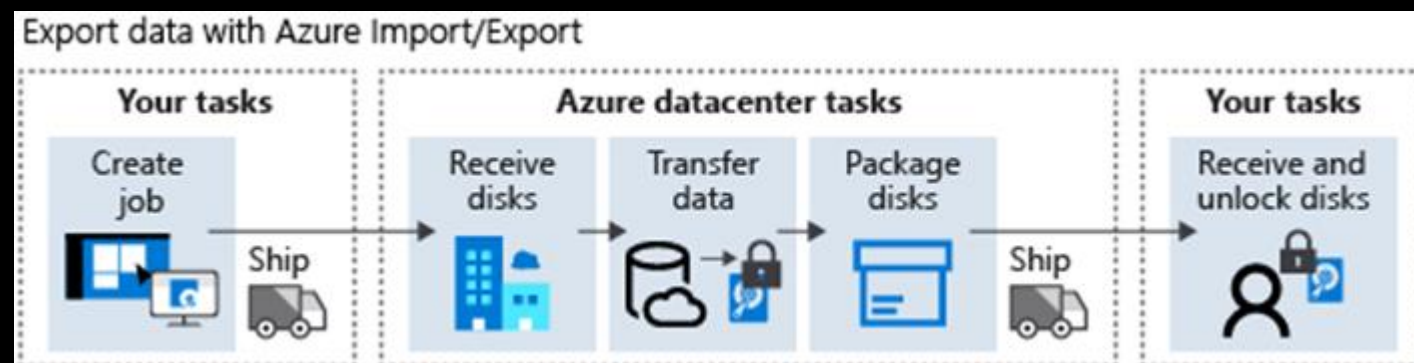 Export data with Azure Import/Export
Your tasks
Create
job
Ship
Azure datacenter tasks
Receive
disks
Transfer
data
Package
disks
Ship
Your tasks
Receive and
unlock disks